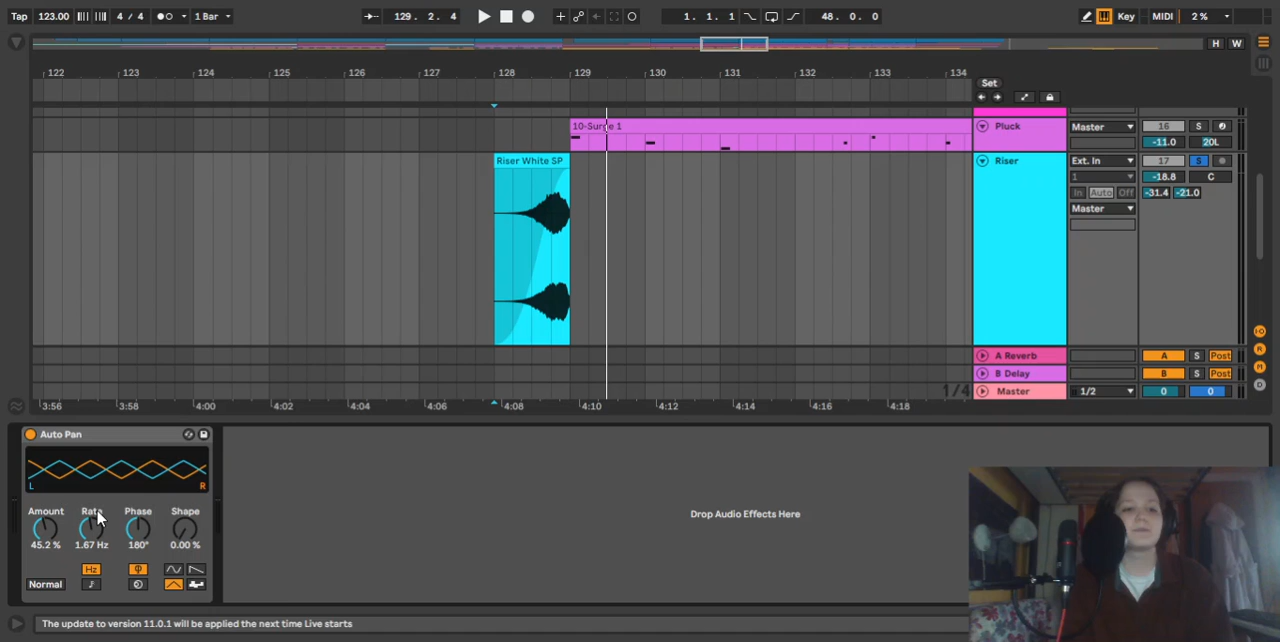 Tap 123.00 4 / 4 1 Bar 129. 2. 4 1. 1. 1 48. 0. 0 Key MIDI 2 %
H W
122 123 124 125 126 127 128 129 130 131 132 133 134
Set
10-Surge 1
Pluck Master 16 S
-11.0 20L
Riser White SP
Riser Ext. In 17 S
1 -18.8 C
In Auto Off -31.4 -21.0
Master
A Reverb A S Post
B Delay B S Post
1/4 Master 1/2 0 0
3:56 3:58 4:00 4:02 4:04 4:06 4:08 4:10 4:12 4:14 4:16 4:18
Auto Pan
L R
Amount Rate Phase Shape
45.2 % 1.67 Hz 180° 0.00 %
Hz
Normal
Drop Audio Effects Here
The update to version 11.0.1 will be applied the next time Live starts